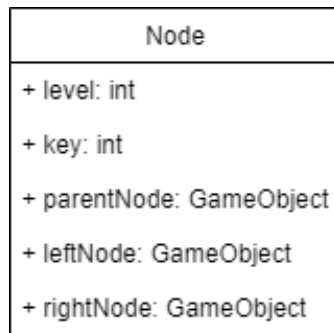 Node
+ level: int
+ key: int
+ parentNode: GameObject
+ leftNode: GameObject
+ rightNode: GameObject